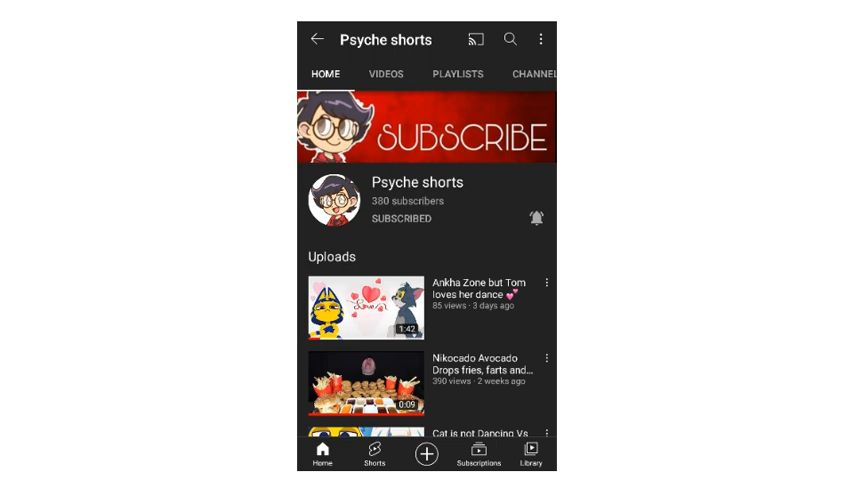 Psyche shorts
HOME VIDEOS PLAYLISTS CHANNEL
SUBSCRIBE
Psyche shorts
380 subscribers
SUBSCRIBED
Uploads
Ankha Zone but Tom
loves her dance 💕
85 views · 3 days ago
Love
1:42
Nikocado Avocado
Drops fries, farts and...
390 views · 2 weeks ago
0:09
Cat is not Dancing Vs
Home Shorts Subscriptions Library